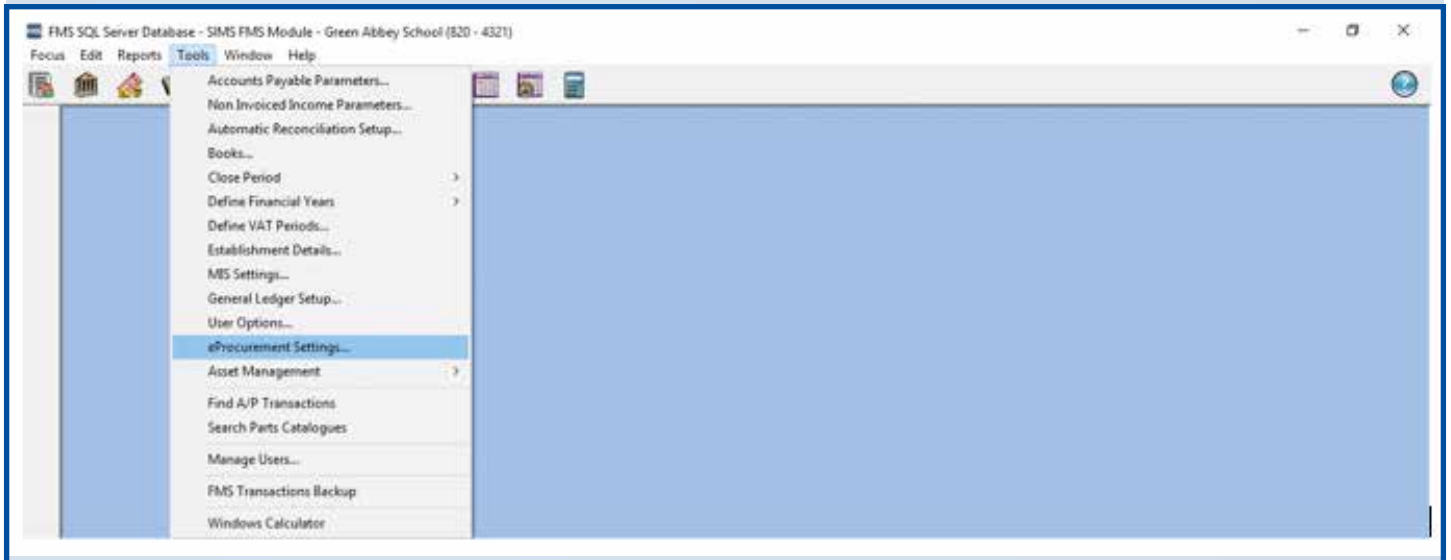 FMS SQL Server Database - SIMS FMS Module - Green Abbey School (820 - 4321)
Focus Edit Reports Tools Window Help
Accounts Payable Parameters...
Non Invoiced Income Parameters...
Automatic Reconciliation Setup...
Books...
Close Period
Define Financial Years
Define VAT Periods...
Establishment Details...
MIS Settings...
General Ledger Setup...
User Options...
eProcurement Settings...
Asset Management
Find A/P Transactions
Search Parts Catalogues
Manage Users...
FMS Transactions Backup
Windows Calculator